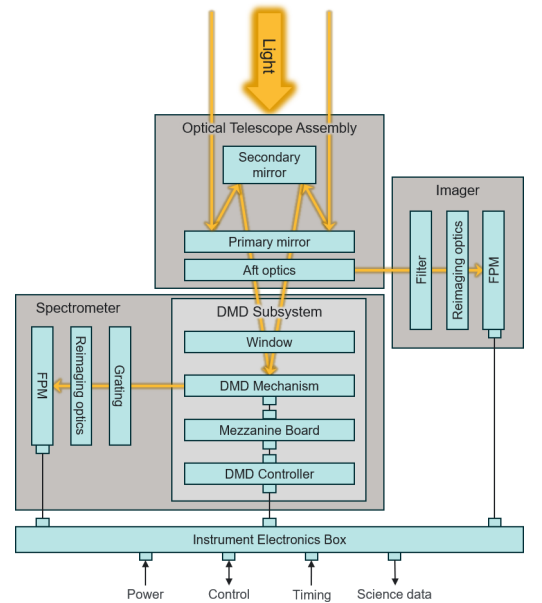 Light
Optical Telescope Assembly
Secondary
mirror
Primary mirror
Aft optics
Imager
Filter
Reimaging optics
FPM
Spectrometer
FPM
Reimaging optics
Grating
DMD Subsystem
Window
DMD Mechanism
Mezzanine Board
DMD Controller
Instrument Electronics Box
Power
Control
Timing
Science data